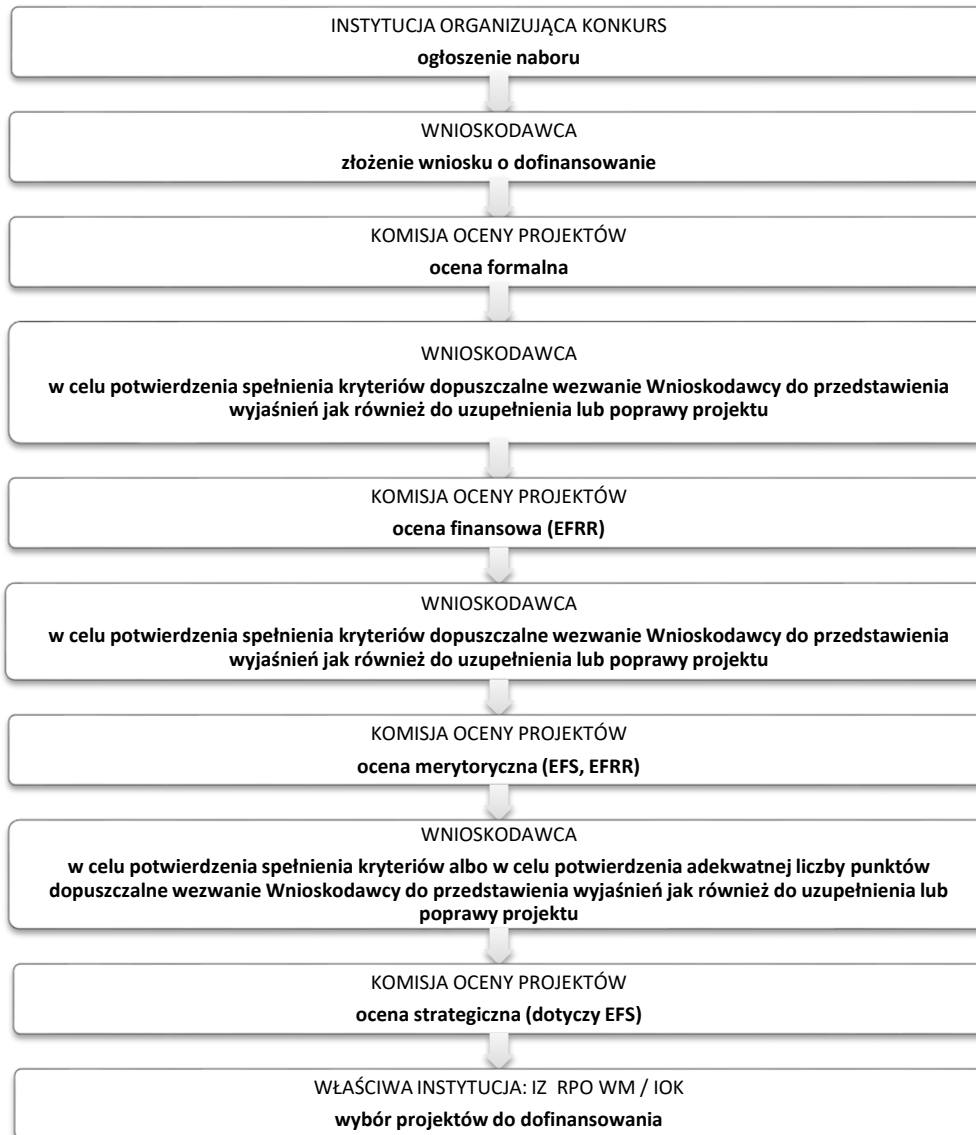 INSTYTUCJA ORGANIZUJĄCA KONKURS
ogłoszenie naboru
WNIOSKODAWCA
złożenie wniosku o dofinansowanie
KOMISJA OCENY PROJEKTÓW
ocena formalna
WNIOSKODAWCA
w celu potwierdzenia spełnienia kryteriów dopuszczalne wezwanie Wnioskodawcy do przedstawienia
wyjaśnień jak również do uzupełnienia lub poprawy projektu
KOMISJA OCENY PROJEKTÓW
ocena finansowa (EFRR)
WNIOSKODAWCA
w celu potwierdzenia spełnienia kryteriów dopuszczalne wezwanie Wnioskodawcy do przedstawienia
wyjaśnień jak również do uzupełnienia lub poprawy projektu
KOMISJA OCENY PROJEKTÓW
ocena merytoryczna (EFS, EFRR)
WNIOSKODAWCA
w celu potwierdzenia spełnienia kryteriów albo w celu potwierdzenia adekwatnej liczby punktów
dopuszczalne wezwanie Wnioskodawcy do przedstawienia wyjaśnień jak również do uzupełnienia lub
poprawy projektu
KOMISJA OCENY PROJEKTÓW
ocena strategiczna (dotyczy EFS)
WŁAŚCIWA INSTYTUCJA: IZ RPO WM / IOK
wybór projektów do dofinansowania